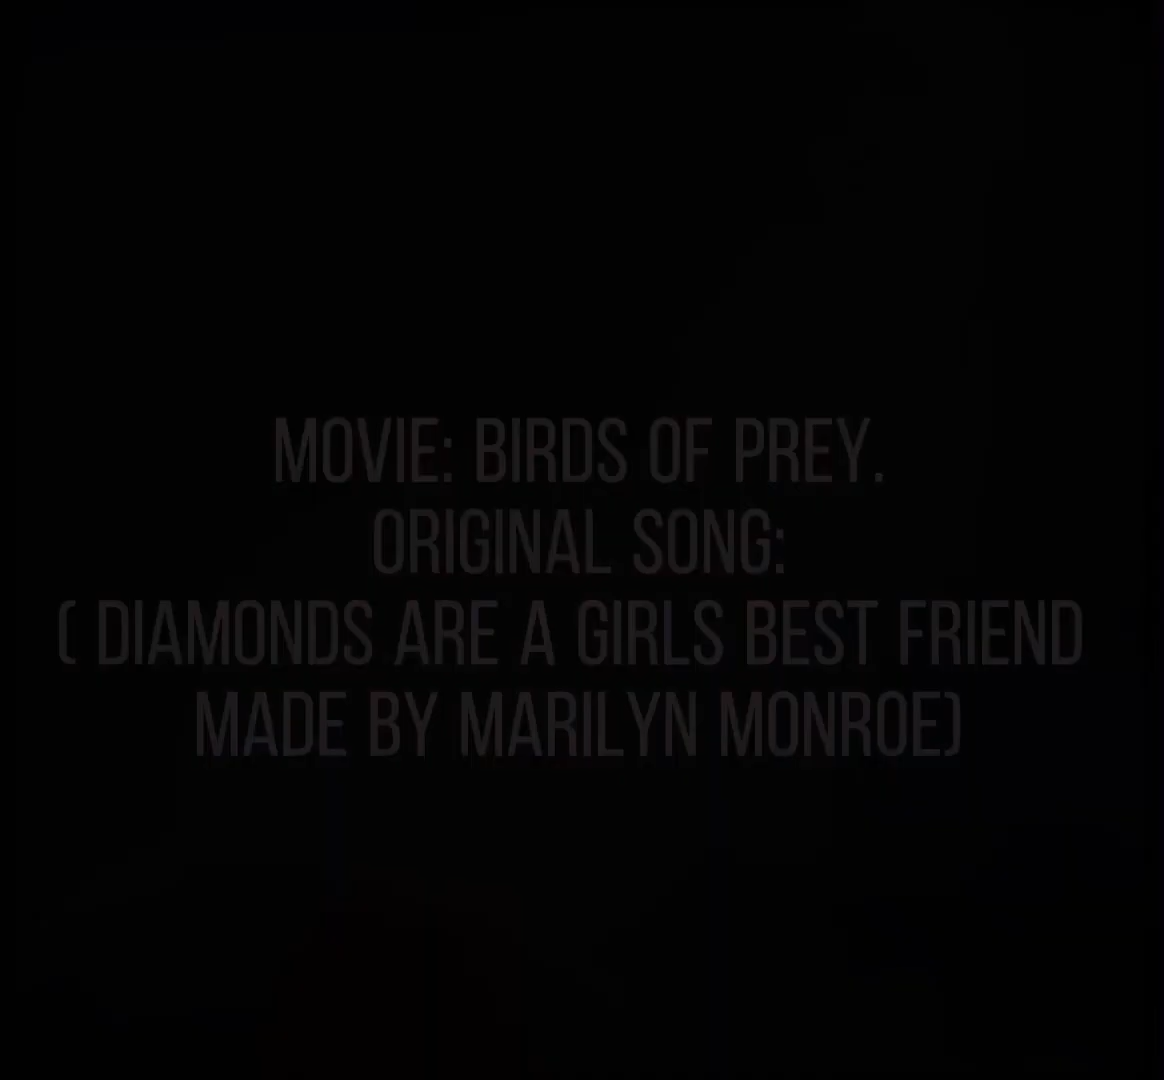 MOVIE: BIRDS OF PREY.
ORIGINAL SONG:
( DIAMONDS ARE A GIRLS BEST FRIEND
MADE BY MARILYN MONROE)